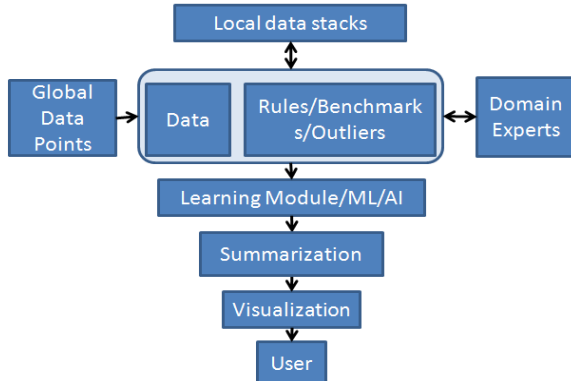 Local data stacks
Global
Data
Points
Data
Rules/Benchmark
s/Outliers
Domain
Experts
Learning Module/ML/AI
Summarization
Visualization
User